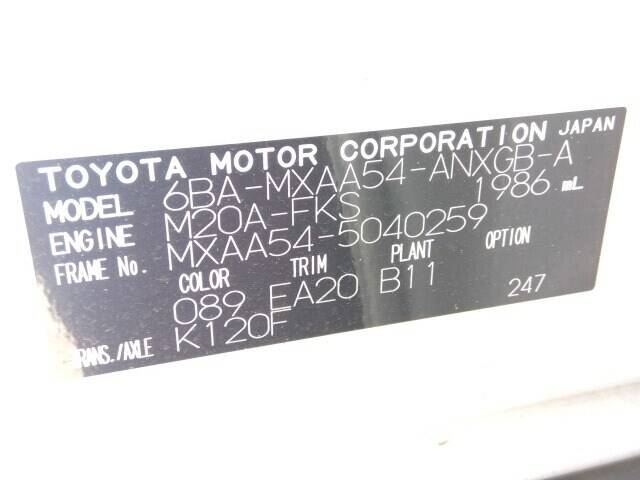 TOYOTA MOTOR CORPORATION JAPAN
MODEL 6BA-MXAA54-ANXGB-A
ENGINE M20A-FKS 1986 mL
FRAME No. MXAA54-5040259
COLOR TRIM PLANT OPTION
089 EA20 B11 247
TRANS./AXLE K120F